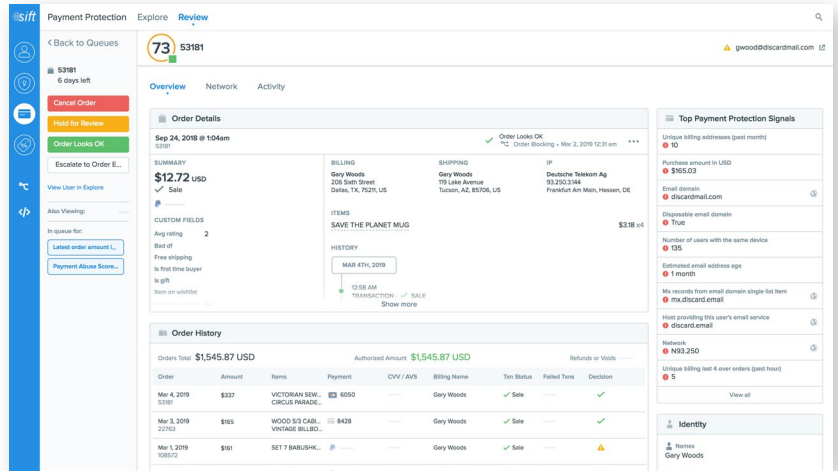 sift
Payment Protection Explore Review
< Back to Queues
53181
6 days left
Cancel Order
Hold for Review
Order Looks OK
Escalate to Order E...
View User in Explore
Also Viewing:
In queue for:
Latest order amount i...
Payment Abuse Score...
73 53181
gwood@discardmail.com
Overview Network Activity
Order Details
Sep 24, 2018 @ 1:04am
53181
Order Looks OK
Order Blocking • Mar 2, 2019 12:31 am
SUMMARY
$12.72 USD
Sale
CUSTOM FIELDS
Avg rating 2
Bad df
Free shipping
Is first time buyer
Is gift
Item on wishlist
BILLING
Gary Woods
208 Sixth Street
Dallas, TX, 75211, US
SHIPPING
Gary Woods
119 Lake Avenue
Tucson, AZ, 85706, US
IP
Deutsche Telekom Ag
93.250.3.144
Frankfurt Am Main, Hessen, DE
ITEMS
SAVE THE PLANET MUG $3.18 x4
HISTORY
MAR 4TH, 2019
12:58 AM
TRANSACTION - SALE
Show more
Order History
Orders Total $1,545.87 USD Authorized Amount $1,545.87 USD Refunds or Voids
Order Amount Items Payment CVV / AVS Billing Name Txn Status Failed Txns Decision
Mar 4, 2019 $337 VICTORIAN SEW... 6050 Gary Woods Sale
53181 CIRCUS PARADE...
Mar 3, 2019 $165 WOOD S/3 CABI... 8428 Gary Woods Sale
22763 VINTAGE BILLBO...
Mar 1, 2019 $161 SET 7 BABUSHK... Gary Woods Sale
108572
Top Payment Protection Signals
Unique billing addresses (past month)
10
Purchase amount in USD
$165.03
Email domain
discardmail.com
Disposable email domain
True
Number of users with the same device
135
Estimated email address age
1 month
Mx records from email domain single list item
mx.discard.email
Host providing this user's email service
discard.email
Network
N93.250
Unique billing last 4 over orders (past hour)
5
View all
Identity
Names
Gary Woods